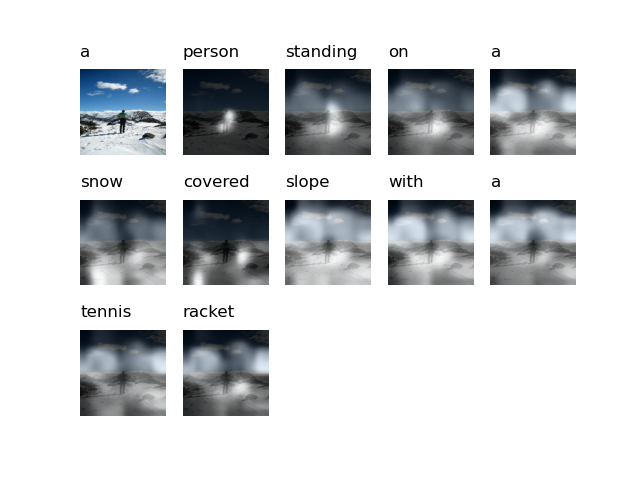 a person standing on a
snow covered slope with a
tennis racket